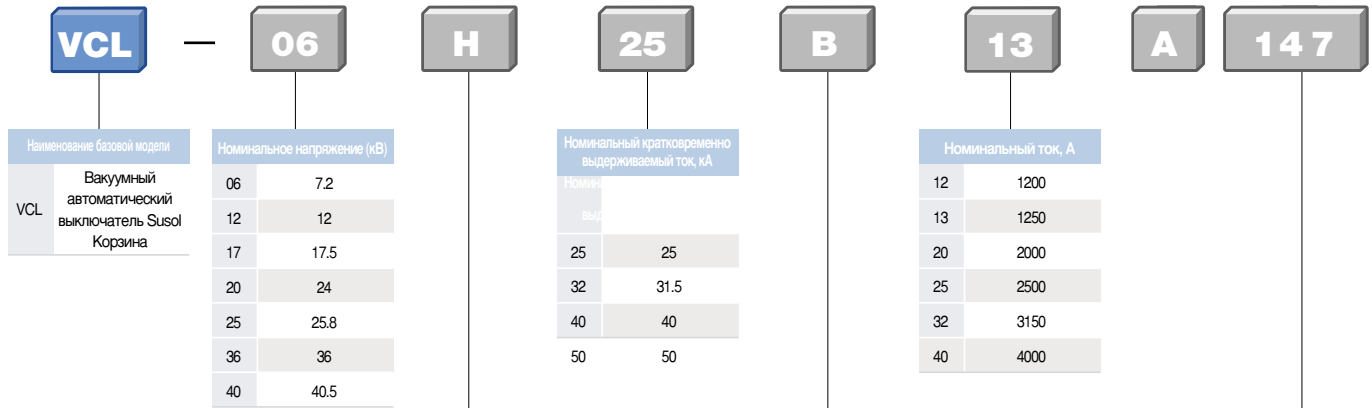 VCL — 06 H 25 B 13 A 147
Наименование базовой модели
VCL
Вакуумный
автоматический
выключатель Susol
Корзина
Номинальное напряжение (кВ)
06 7.2
12 12
17 17.5
20 24
25 25.8
36 36
40 40.5
Номинальный кратковременно
выдерживаемый ток, кА
25 25
32 31.5
40 40
50 50
Номинальный ток, А
12 1200
13 1250
20 2000
25 2500
32 3150
40 4000